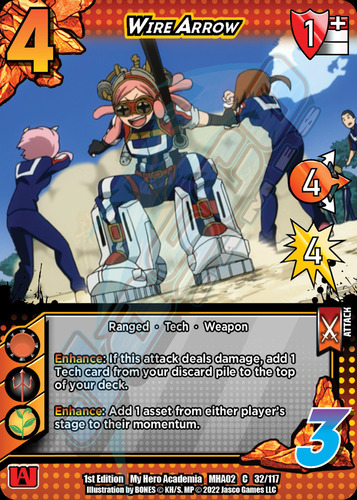 4
WIRE ARROW
1
+
4
4
ATTACK
Ranged · Tech · Weapon
Enhance: If this attack deals damage, add 1
Tech card from your discard pile to the top
of your deck.
Enhance: Add 1 asset from either player's
stage to their momentum.
3
1st Edition My Hero Academia MHA02 C 32/117
Illustration by BONES © KH/S, MP © 2022 Jasco Games LLC